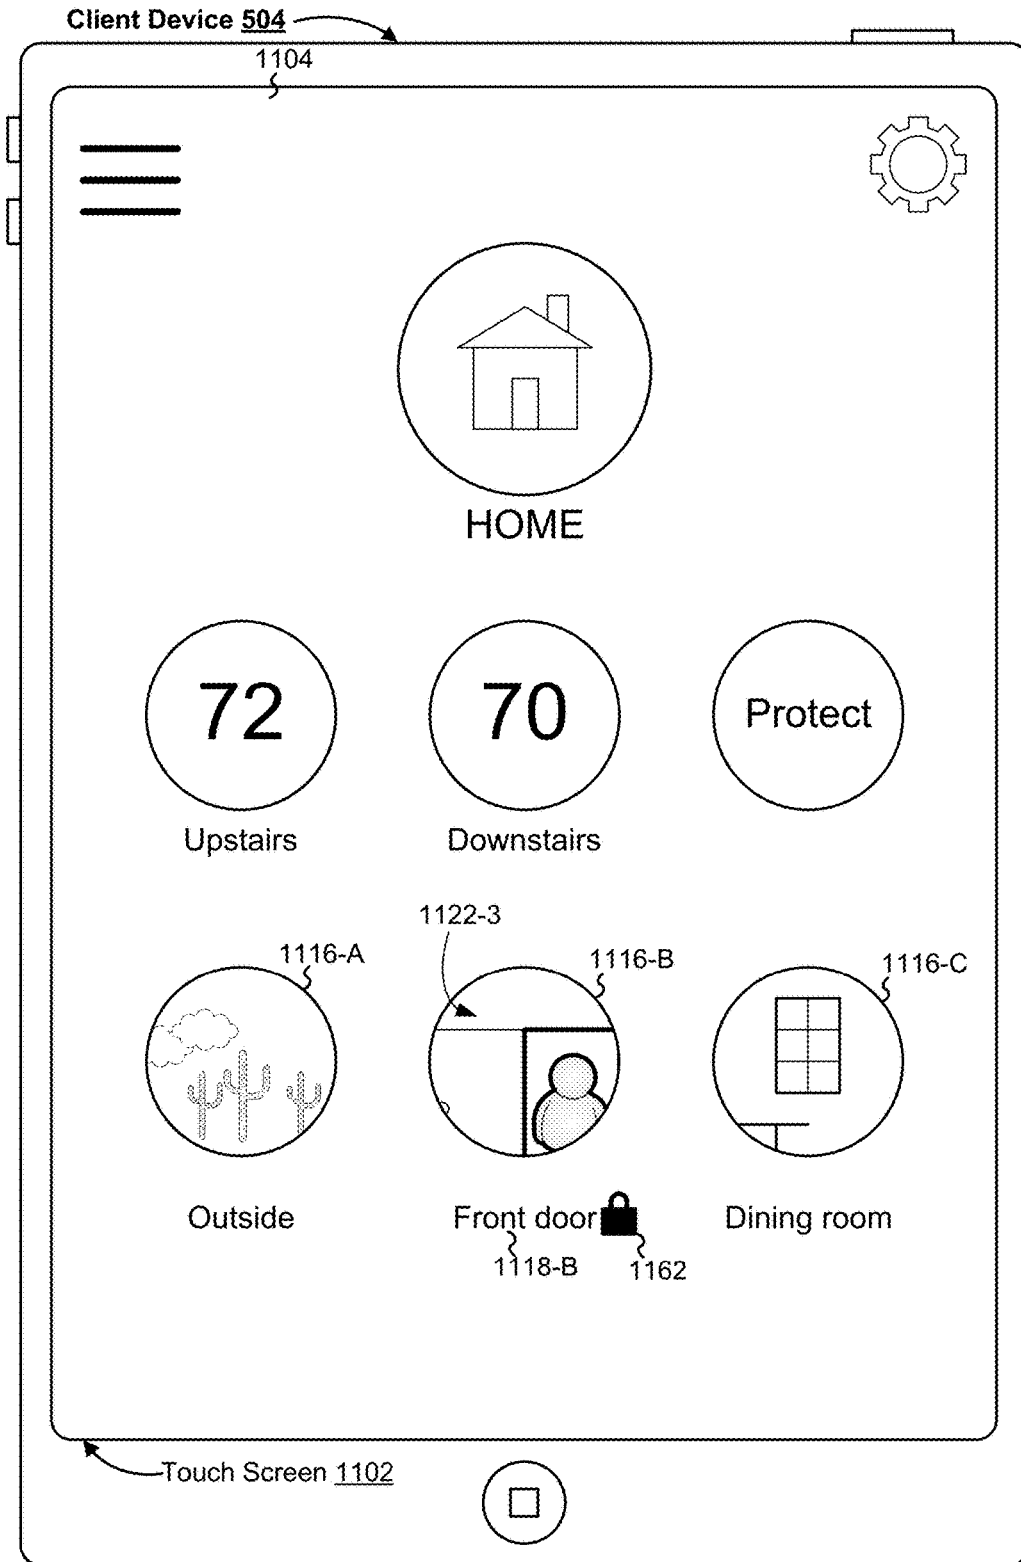 Client Device 504
1104
HOME
72
70
Protect
Upstairs
Downstairs
1122-3
1116-A
1116-B
1116-C
Outside
Front door
Dining room
1118-B
1162
Touch Screen 1102